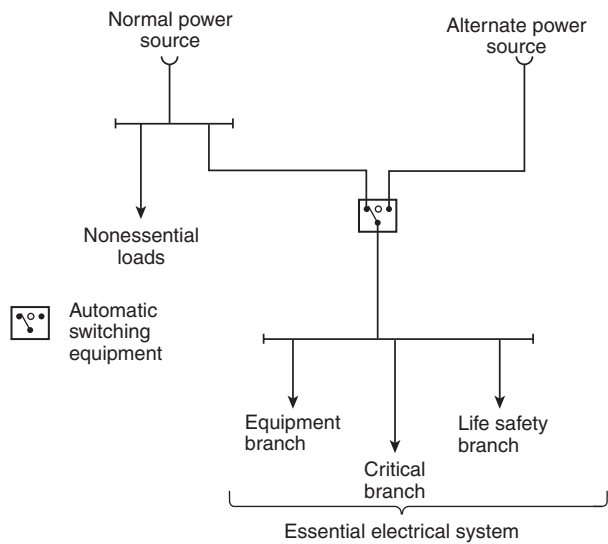 Normal power
source
Alternate power
source
Nonessential
loads
Automatic
switching
equipment
Equipment
branch
Life safety
branch
Critical
branch
Essential electrical system